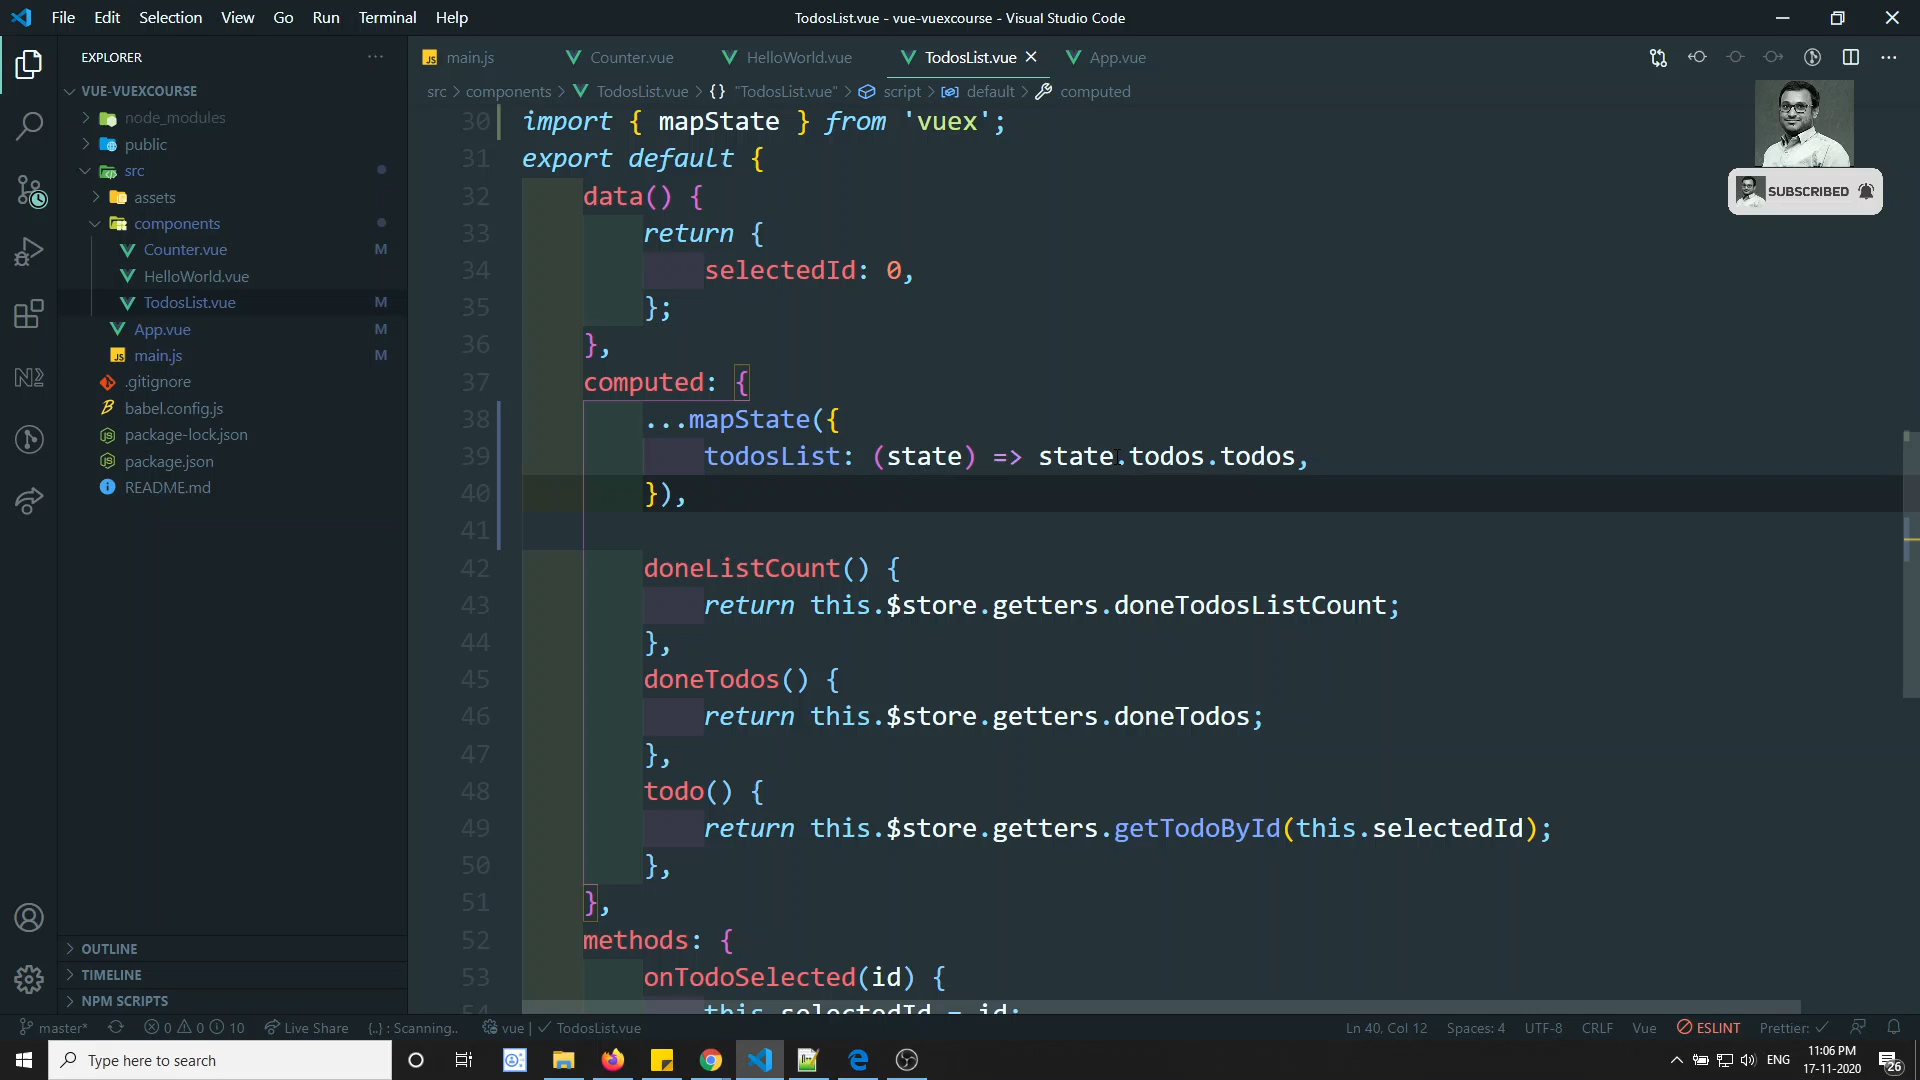 File Edit Selection View Go Run Terminal Help
TodosList.vue - vue-vuexcourse - Visual Studio Code
EXPLORER
VUE-VUEXCOURSE
node_modules
public
src
assets
components
Counter.vue M
HelloWorld.vue
TodosList.vue M
App.vue M
JS main.js M
.gitignore
babel.config.js
package-lock.json
package.json
README.md
OUTLINE
TIMELINE
NPM SCRIPTS
JS main.js Counter.vue HelloWorld.vue TodosList.vue App.vue
src > components > TodosList.vue > {} "TodosList.vue" > script > default > computed
SUBSCRIBED
30 import { mapState } from 'vuex';
31 export default {
32 data() {
33 return {
34 selectedId: 0,
35 };
36 },
37 computed: {
38 ...mapState({
39 todosList: (state) => state.todos.todos,
40 }),
41
42 doneListCount() {
43 return this.$store.getters.doneTodosListCount;
44 },
45 doneTodos() {
46 return this.$store.getters.doneTodos;
47 },
48 todo() {
49 return this.$store.getters.getTodoById(this.selectedId);
50 },
51 },
52 methods: {
53 onTodoSelected(id) {
54 this.selectedId = id;
master* 0 0 10 Live Share {..} : Scanning.. vue | TodosList.vue
Ln 40, Col 12 Spaces: 4 UTF-8 CRLF Vue ESLINT Prettier: ✓
Type here to search
ENG
11:06 PM
17-11-2020
26